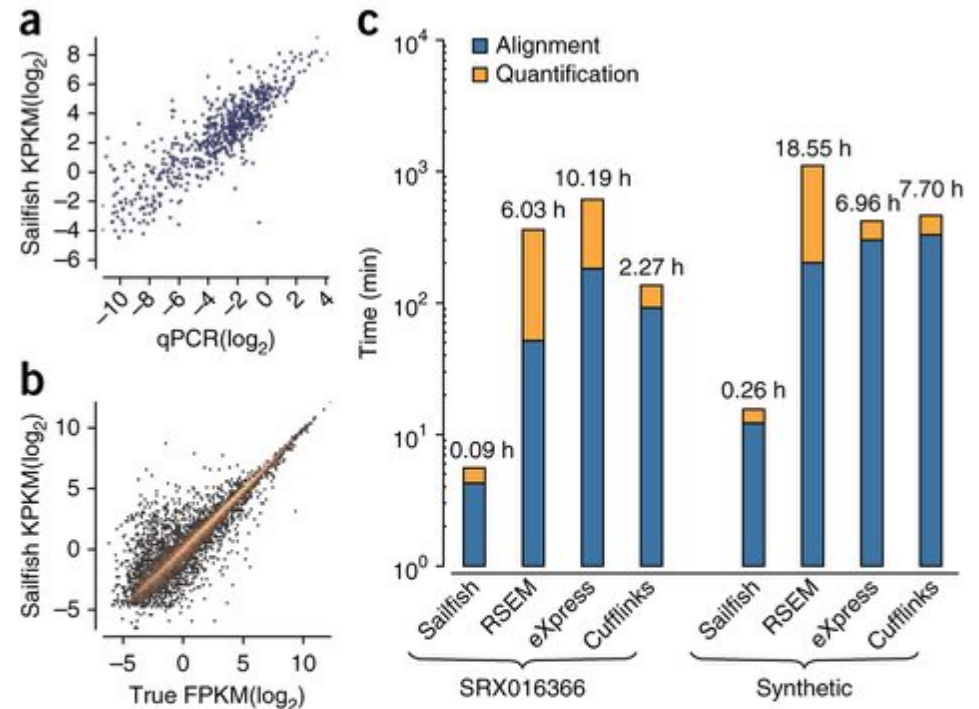 a
Sailfish KPKM(log2)
8
6
4
2
0
−2
−4
−6
−10 −8 −6 −4 −2 0 2 4
qPCR(log2)
b
Sailfish KPKM(log2)
10
5
0
−5
−5 0 5 10
True FPKM(log2)
c
Alignment
Quantification
Time (min)
10^4
10^3
10^2
10^1
10^0
0.09 h
6.03 h
10.19 h
2.27 h
0.26 h
18.55 h
6.96 h
7.70 h
Sailfish RSEM eXpress Cufflinks Sailfish RSEM eXpress Cufflinks
SRX016366 Synthetic